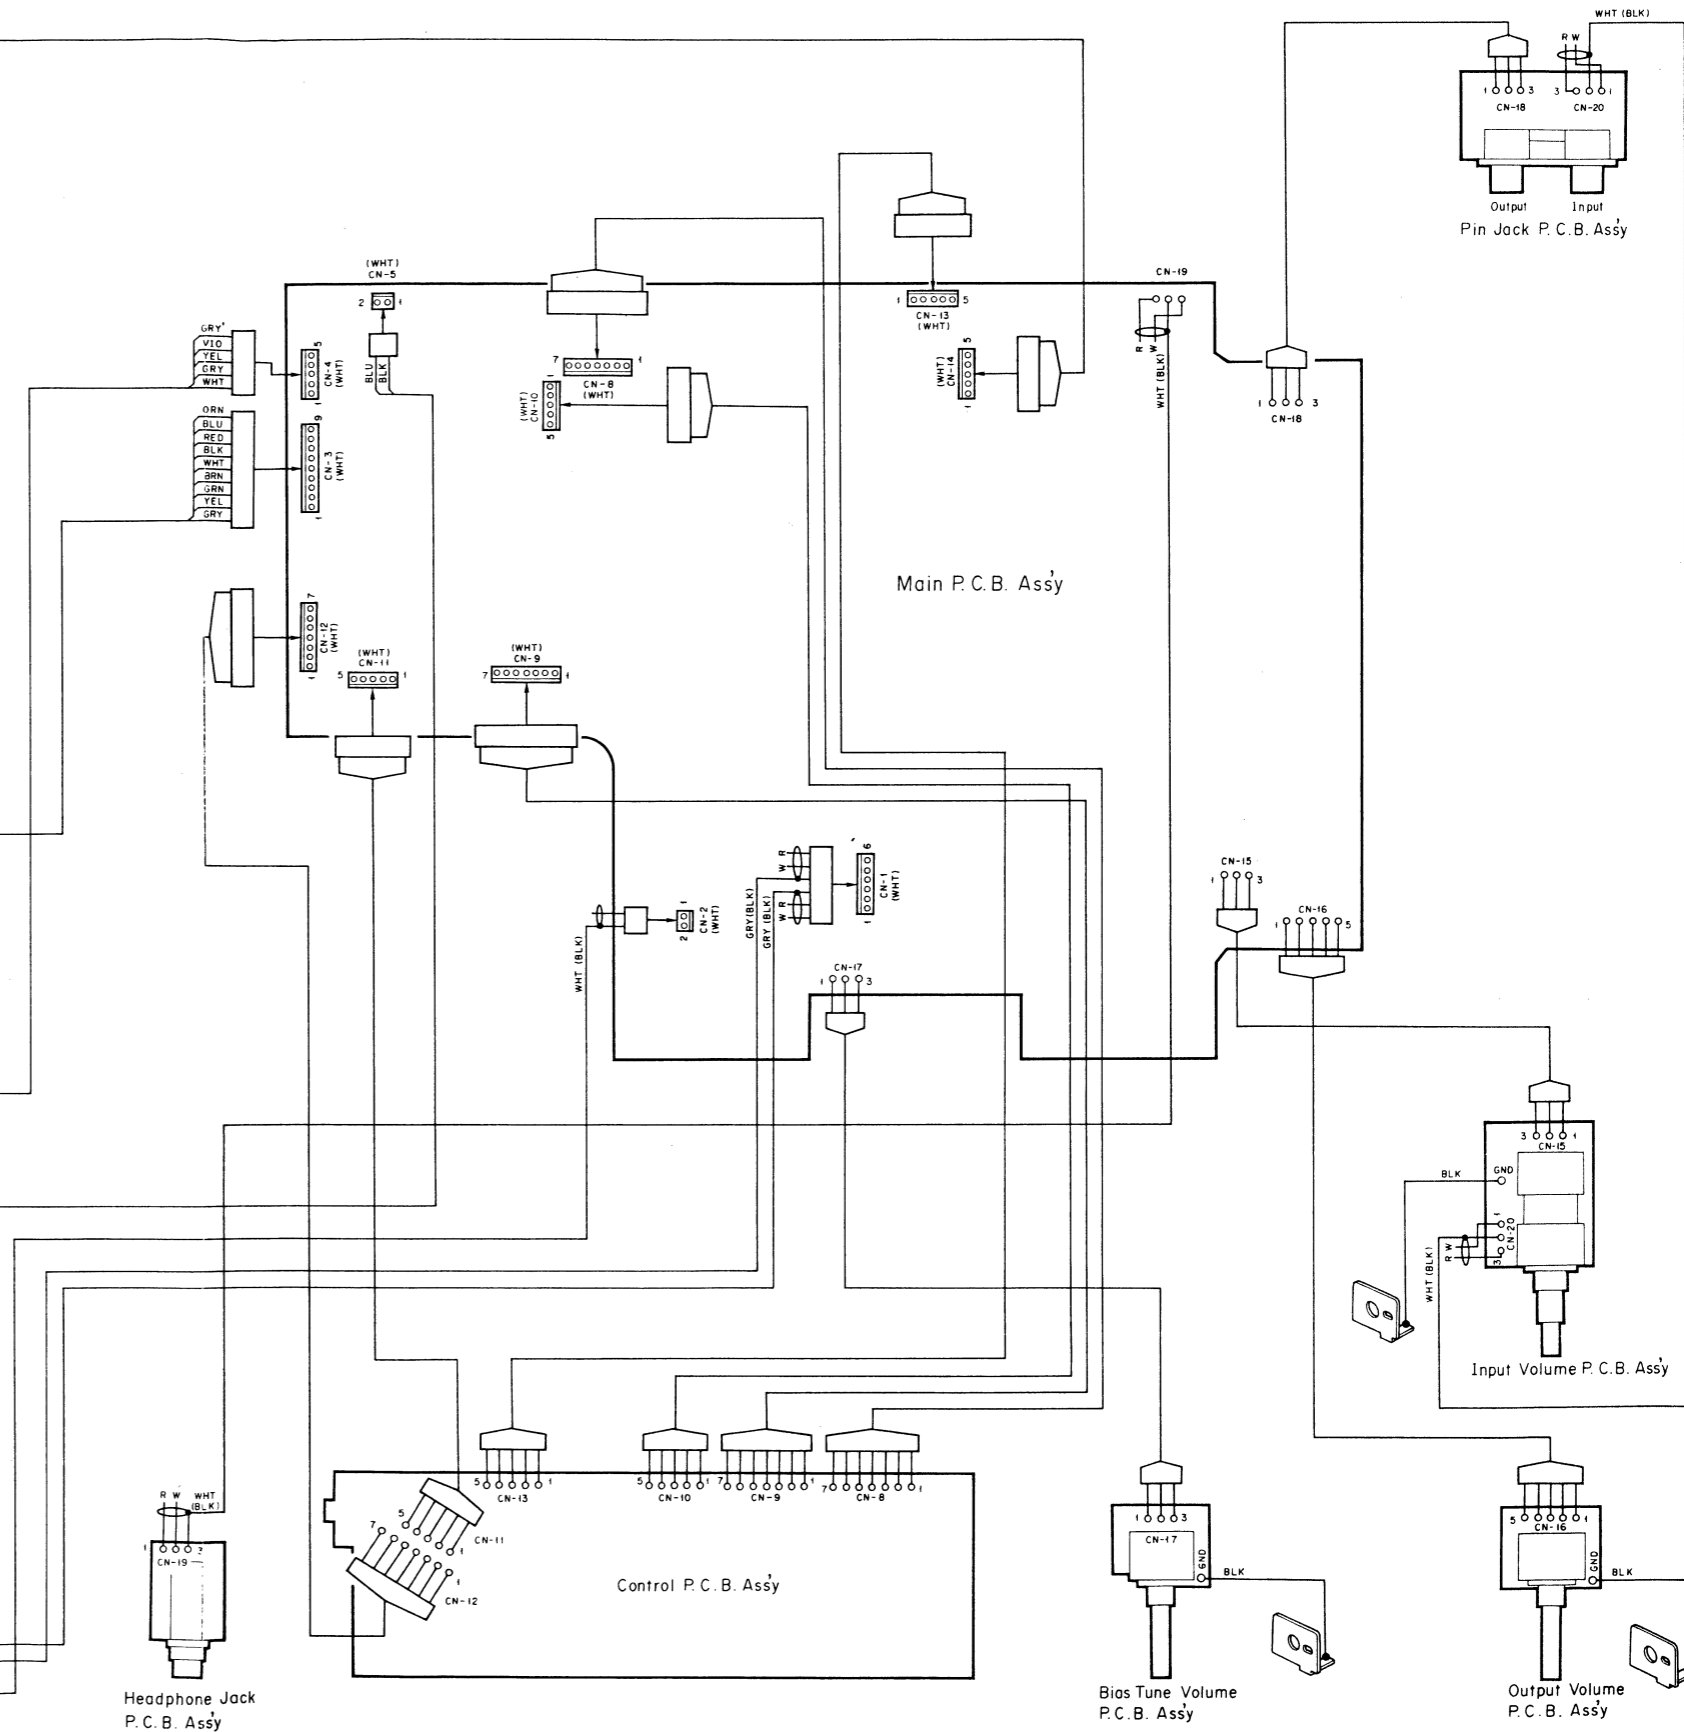 WHT (BLK)
R W
1 3
CN-18
3 1
CN-20
Output
Input
Pin Jack P. C. B. Ass'y
(WHT)
CN-5
2 1
BLU
BLK
GRY
VIO
YEL
GRY
WHT
5
CN-4
(WHT)
1
ORN
BLU
RED
BLK
WHT
BRN
GRN
YEL
GRY
9
CN-3
(WHT)
1
7 1
CN-8
(WHT)
1
(WHT)
CN-10
5
1 5
CN-13
(WHT)
5
(WHT)
CN-14
1
CN-19
R
W
WHT (BLK)
1 3
CN-18
Main P. C. B. Ass'y
7
CN-12
(WHT)
1
(WHT)
CN-11
5 1
(WHT)
CN-9
7 1
W R
W R
GRY(BLK)
GRY (BLK)
6
CN-1
(WHT)
1
WHT (BLK)
1
CN-2
(WHT)
2
CN-17
1 3
CN-15
1 3
CN-16
1 5
3 1
CN-15
BLK
GND
1
CN-20
3
R W
WHT (BLK)
Input Volume P. C. B. Ass'y
R W WHT
(BLK)
1 3
CN-19
Headphone Jack
P. C. B. Ass'y
5 1
CN-13
5 1
CN-10
7 1
CN-9
7 1
CN-8
5
1
CN-11
7
1
CN-12
Control P. C. B. Ass'y
1 3
CN-17
GND
BLK
Bias Tune Volume
P. C. B. Ass'y
5 1
CN-16
GND
BLK
Output Volume
P. C. B. Ass'y